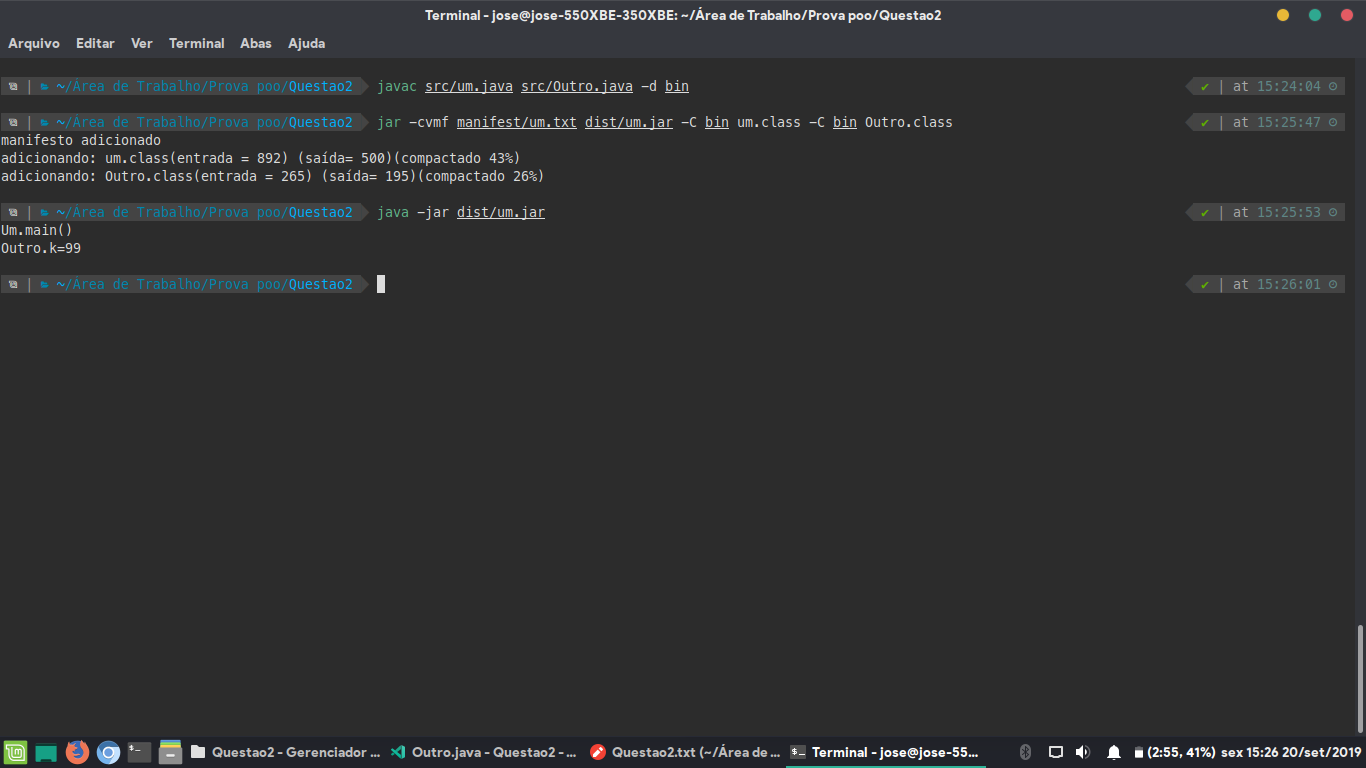 Terminal - jose@jose-550XBE-350XBE: ~/Área de Trabalho/Prova poo/Questao2
Arquivo Editar Ver Terminal Abas Ajuda
~/Área de Trabalho/Prova poo/Questao2 javac src/um.java src/Outro.java -d bin ✔ | at 15:24:04
~/Área de Trabalho/Prova poo/Questao2 jar -cvmf manifest/um.txt dist/um.jar -C bin um.class -C bin Outro.class ✔ | at 15:25:47
manifesto adicionado
adicionando: um.class(entrada = 892) (saída= 500)(compactado 43%)
adicionando: Outro.class(entrada = 265) (saída= 195)(compactado 26%)
~/Área de Trabalho/Prova poo/Questao2 java -jar dist/um.jar ✔ | at 15:25:53
Um.main()
Outro.k=99
~/Área de Trabalho/Prova poo/Questao2 ✔ | at 15:26:01
Questao2 - Gerenciador ... Outro.java - Questao2 - ... Questao2.txt (~/Área de ... Terminal - jose@jose-55... (2:55, 41%) sex 15:26 20/set/2019